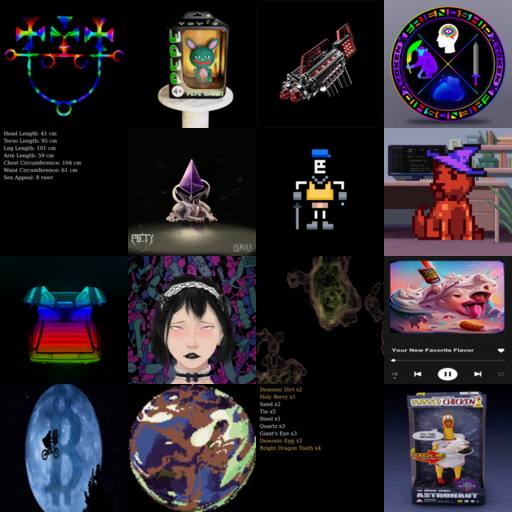 4+
FRIENDSHIP
Head Length: 41 cm
Torso Length: 95 cm
Leg Length: 101 cm
Arm Length: 59 cm
Chest Circumference: 104 cm
Waist Circumference: 61 cm
Sex Appeal: 8 rawr
PIETY
Your New Favorite Flavor
Demonic Dirt x2
Holy Berry x1
Sand x2
Tin x5
Steel x1
Quartz x3
Giant's Eye x3
Demonic Egg x2
Bright Dragon Tooth x4
RUBBER CHICKEN
ASTRONAUT